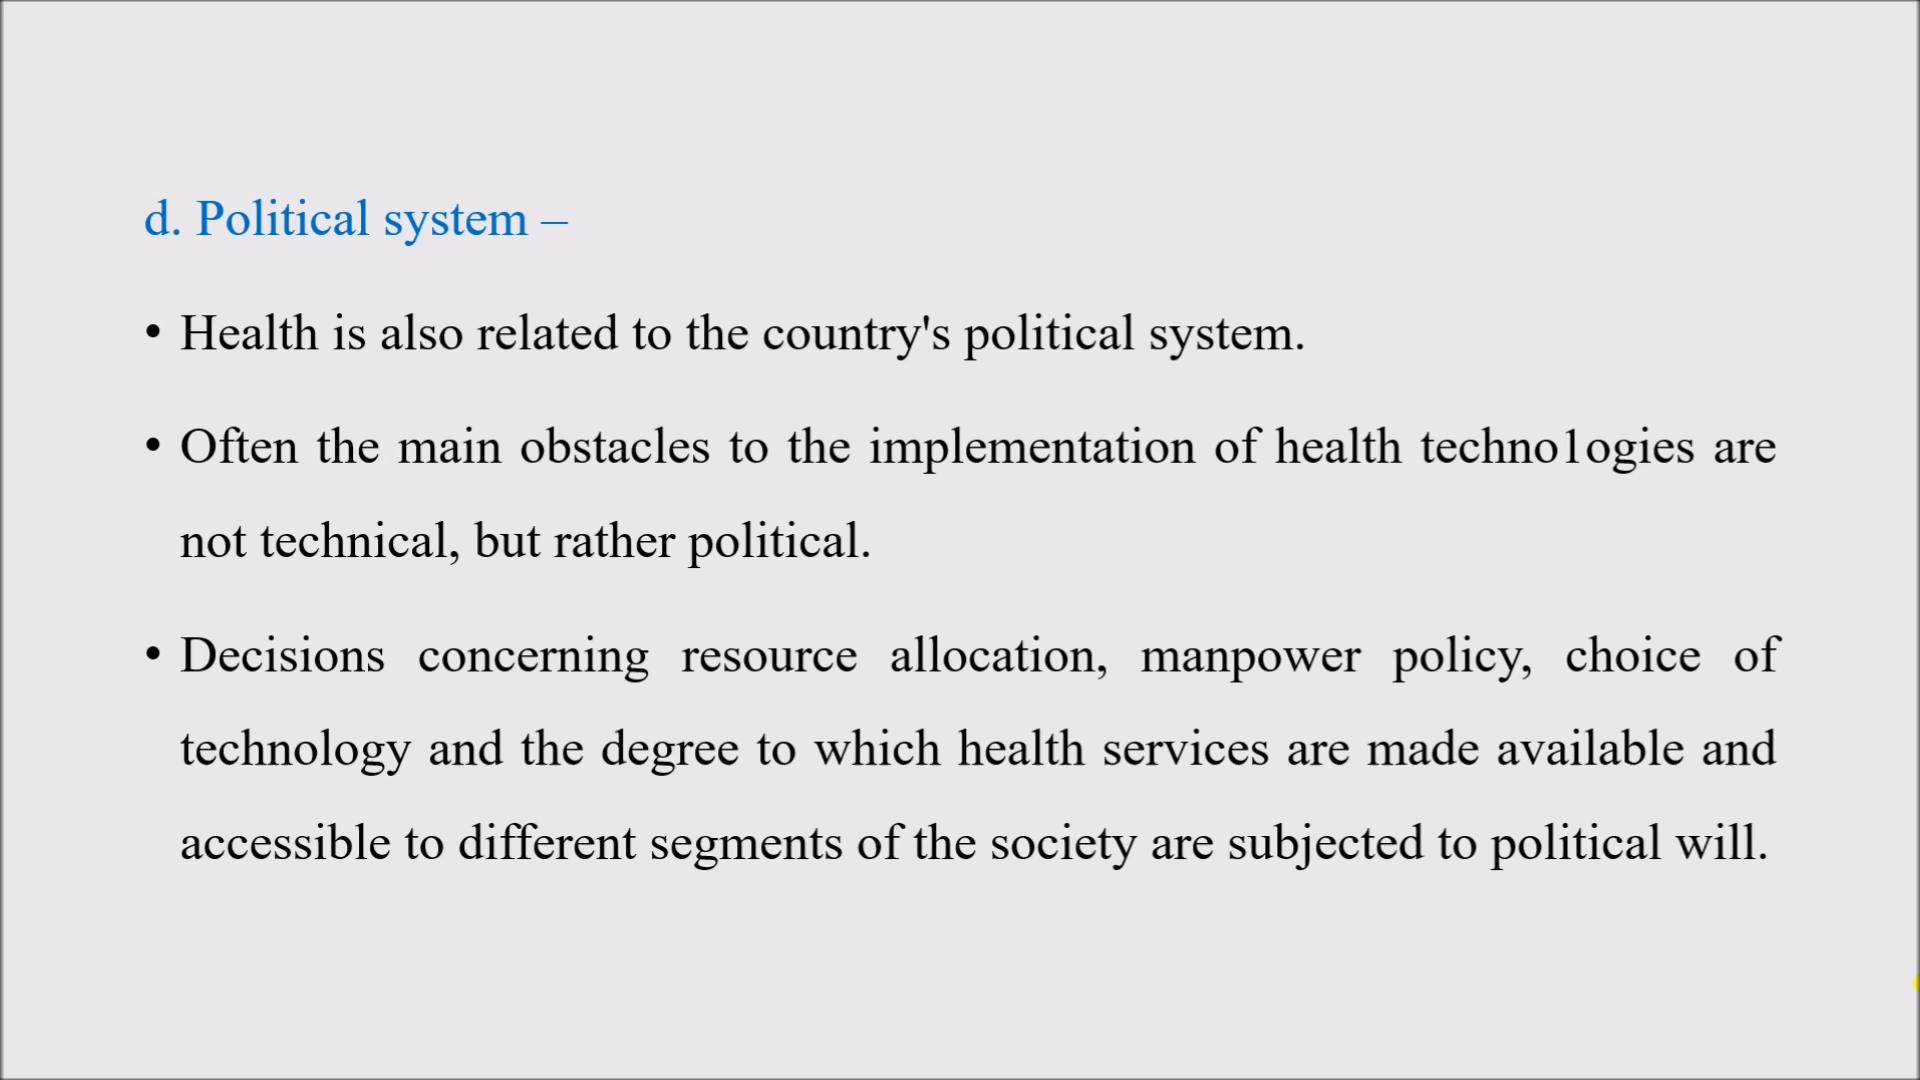 d. Political system –
• Health is also related to the country's political system.
• Often the main obstacles to the implementation of health techno1ogies are
not technical, but rather political.
• Decisions concerning resource allocation, manpower policy, choice of
technology and the degree to which health services are made available and
accessible to different segments of the society are subjected to political will.